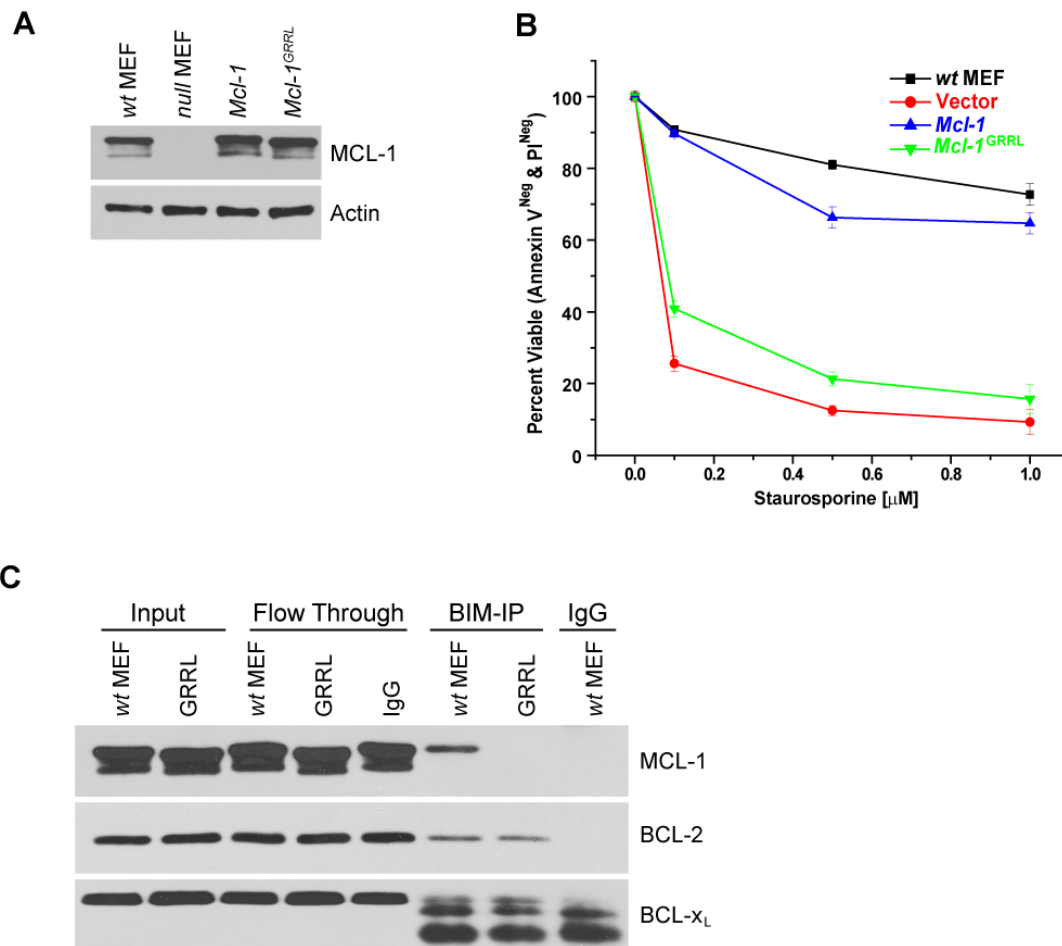 A
wt MEF
null MEF
Mcl-1
Mcl-1GRRL
MCL-1
Actin
B
Percent Viable (Annexin VNeg & PINeg)
100
80
60
40
20
0
0.0
0.2
0.4
0.6
0.8
1.0
Staurosporine [μM]
wt MEF
Vector
Mcl-1
Mcl-1GRRL
C
Input
Flow Through
BIM-IP
IgG
wt MEF
GRRL
wt MEF
GRRL
IgG
wt MEF
GRRL
wt MEF
MCL-1
BCL-2
BCL-xL